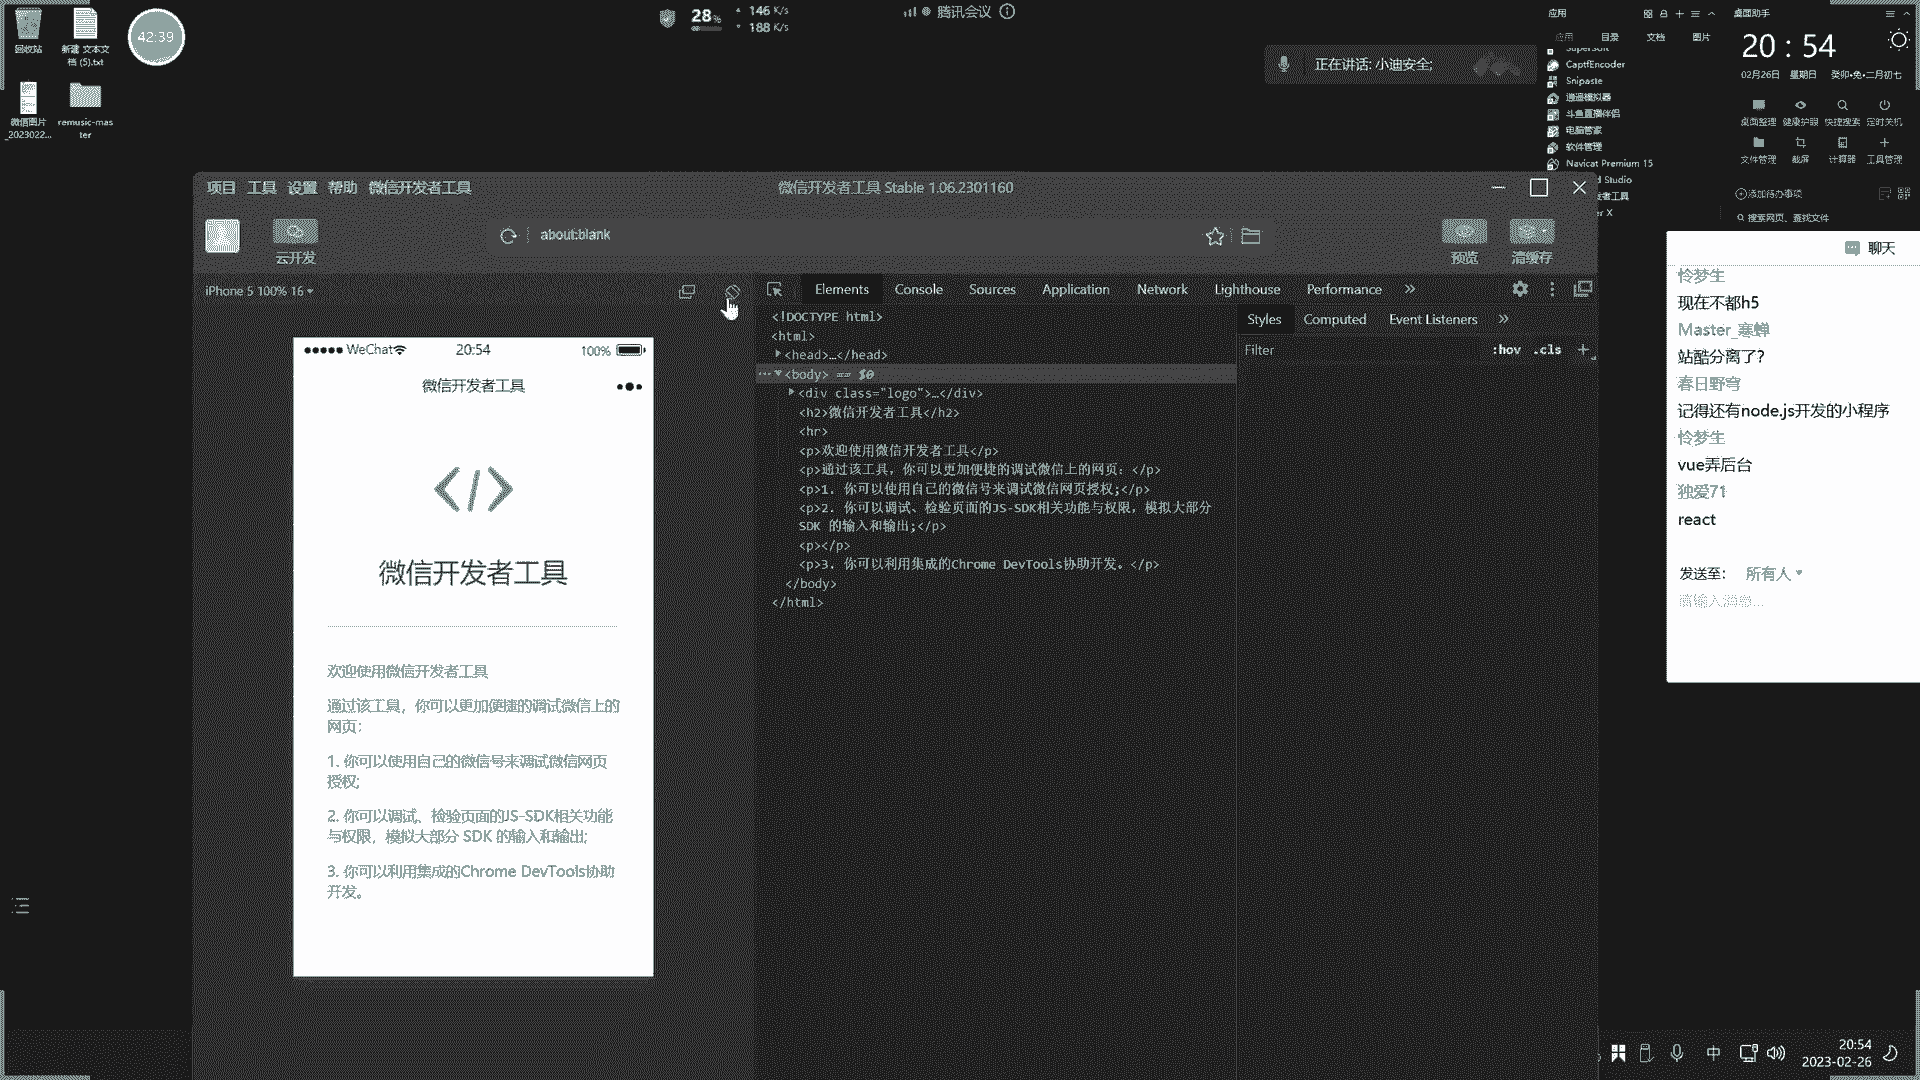 回收站
新建 文本文
档 (5).txt
42:39
微信图片
_2023022...
remusic-mas
ter
28%
146 K/s
188 K/s
腾讯会议
正在讲话: 小迪安全;
应用
应用 目录 文档 图片
SuperSoft
CaptfEncoder
Snipaste
逍遥模拟器
斗鱼直播伴侣
电脑管家
软件管理
Navicat Premium 15
d Studio
发者工具
er X
桌面助手
20 : 54
02月26日 星期日 癸卯•兔•二月初七
桌面整理 健康护眼 快捷搜索 定时关机
文件管理 截屏 计算器 工具管理
添加待办事项
搜索网页、查找文件
项目 工具 设置 帮助 微信开发者工具
微信开发者工具 Stable 1.06.2301160
云开发
about:blank
预览
清缓存
iPhone 5 100% 16
Elements Console Sources Application Network Lighthouse Performance »
WeChat 20:54 100%
微信开发者工具
</>
微信开发者工具
欢迎使用微信开发者工具
通过该工具，你可以更加便捷的调试微信上的
网页：
1. 你可以使用自己的微信号来调试微信网页
授权;
2. 你可以调试、检验页面的JS-SDK相关功能
与权限，模拟大部分 SDK 的输入和输出;
3. 你可以利用集成的Chrome DevTools协助
开发。
<!DOCTYPE html>
<html>
<head>…</head>
<body> == $0
<div class="logo">…</div>
<h2>微信开发者工具</h2>
<hr>
<p>欢迎使用微信开发者工具</p>
<p>通过该工具，你可以更加便捷的调试微信上的网页：</p>
<p>1. 你可以使用自己的微信号来调试微信网页授权;</p>
<p>2. 你可以调试、检验页面的JS-SDK相关功能与权限，模拟大部分
SDK 的输入和输出;</p>
<p></p>
<p>3. 你可以利用集成的Chrome DevTools协助开发。</p>
</body>
</html>
Styles Computed Event Listeners »
Filter :hov .cls +
聊天
怜梦生
现在不都h5
Master_寒蝉
站酷分离了?
春日野穹
记得还有node.js开发的小程序
怜梦生
vue弄后台
独爱71
react
发送至: 所有人
请输入消息...
中
20:54
2023-02-26